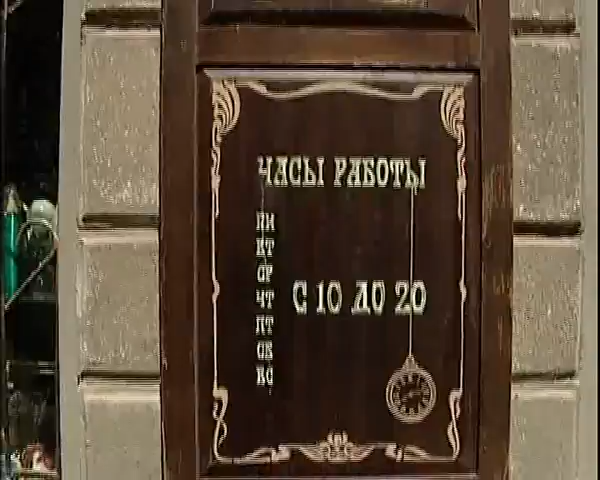 ЧАСЫ РАБОТЫ
ПН
ВТ
СР
ЧТ
ПТ
СБ
ВС
С 10 ДО 20